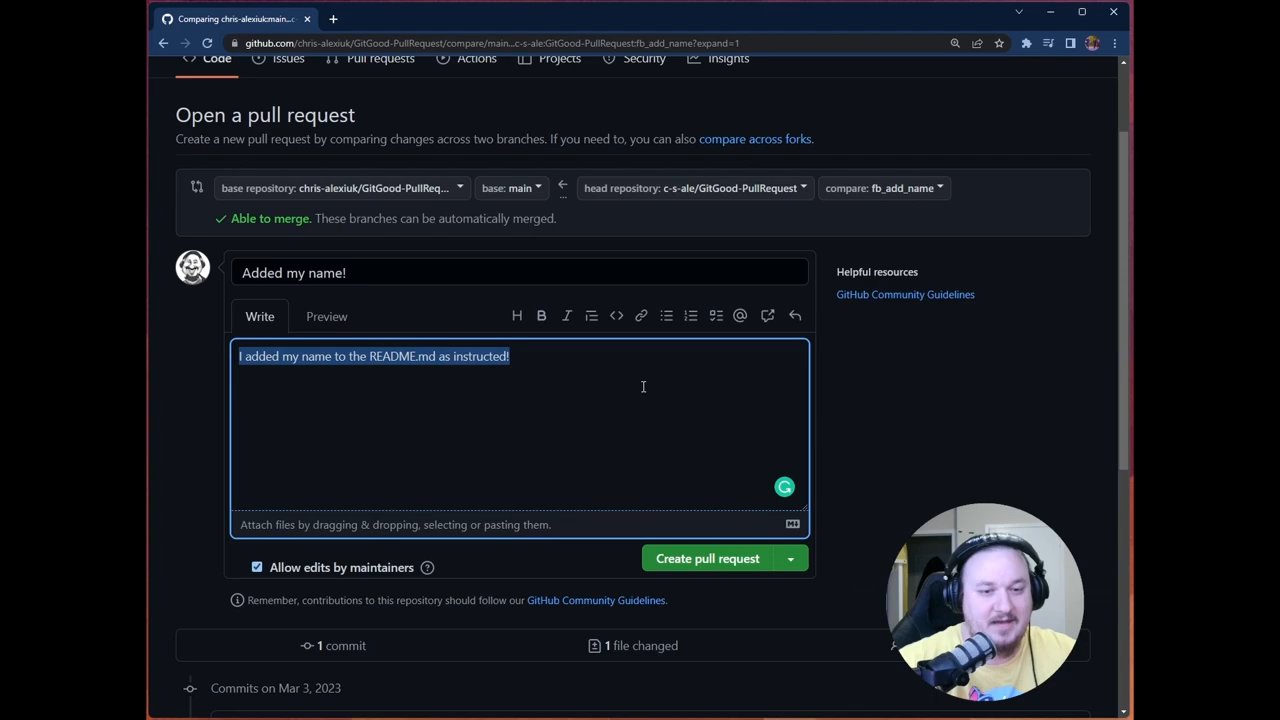 Comparing chris-alexiuk:main...c-s
github.com/chris-alexiuk/GitGood-PullRequest/compare/main...c-s-ale:GitGood-PullRequest:fb_add_name?expand=1
Code Issues Pull requests Actions Projects Security Insights
Open a pull request
Create a new pull request by comparing changes across two branches. If you need to, you can also compare across forks.
base repository: chris-alexiuk/GitGood-PullReq... base: main ← ... head repository: c-s-ale/GitGood-PullRequest compare: fb_add_name
Able to merge. These branches can be automatically merged.
Added my name!
Helpful resources
GitHub Community Guidelines
Write Preview
I added my name to the README.md as instructed!
Attach files by dragging & dropping, selecting or pasting them.
Allow edits by maintainers
Create pull request
Remember, contributions to this repository should follow our GitHub Community Guidelines.
1 commit 1 file changed
Commits on Mar 3, 2023